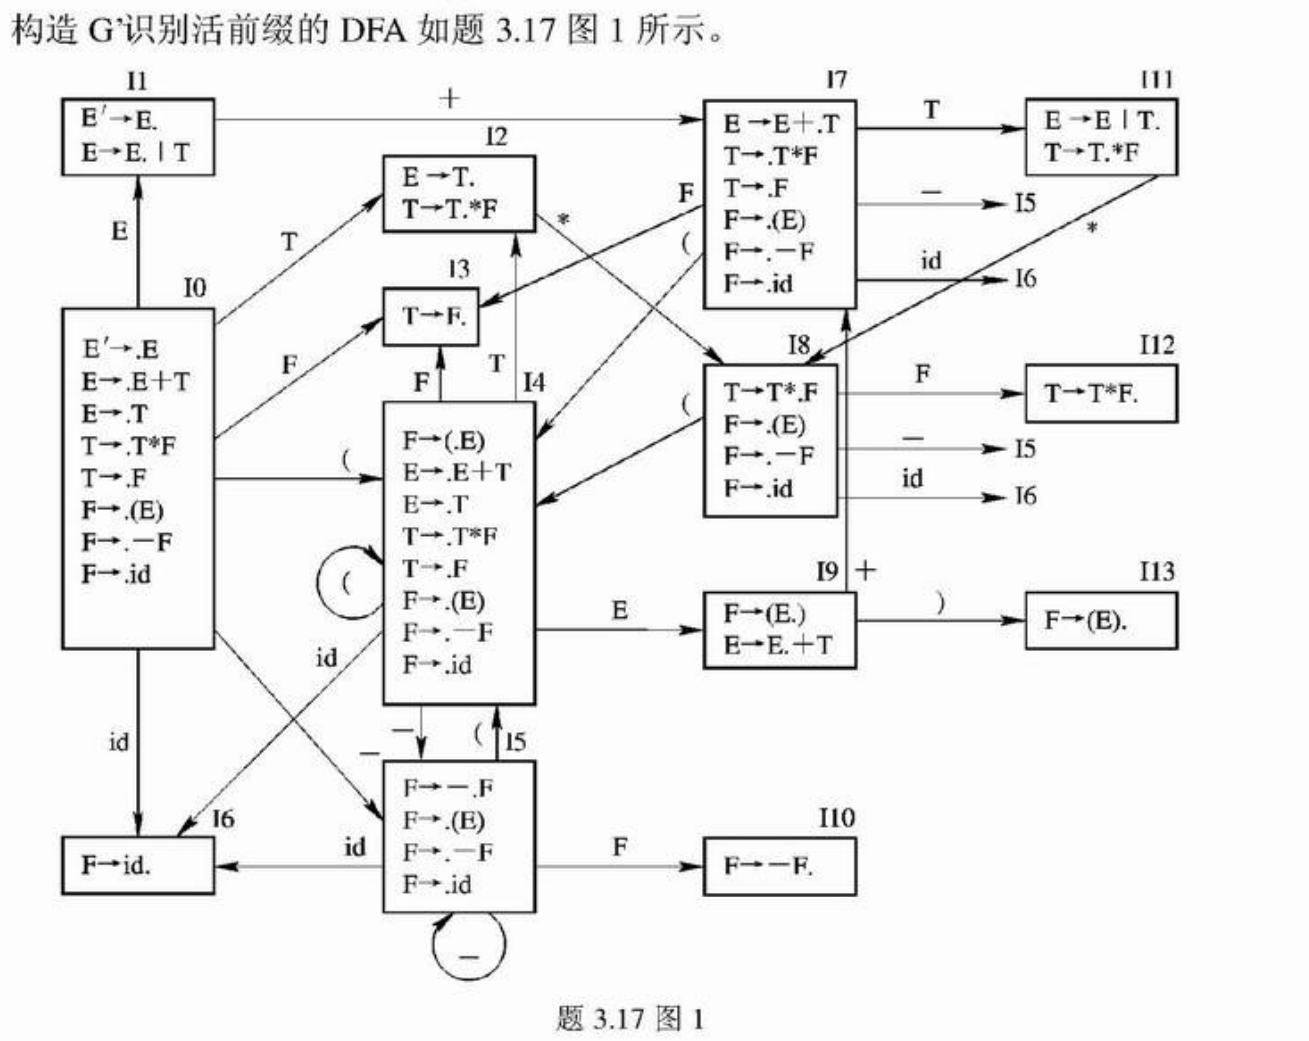 构造 G’识别活前缀的 DFA 如题 3.17 图 1 所示。
I1
E′→E.
E→E. | T
+
I7
E→E+.T
T→.T*F
T→.F
F→.(E)
F→.−F
F→.id
T
I11
E→E | T.
T→T.*F
I2
E→T.
T→T.*F
*
F
(
−
I5
id
I6
*
E
T
I0
E′→.E
E→.E+T
E→.T
T→.T*F
T→.F
F→.(E)
F→.−F
F→.id
I3
T→F.
F
F
T
I4
F→(.E)
E→.E+T
E→.T
T→.T*F
T→.F
F→.(E)
F→.−F
F→.id
(
(
I8
T→T*.F
F→.(E)
F→.−F
F→.id
(
F
I12
T→T*F.
−
I5
id
I6
E
I9
F→(E.)
E→E.+T
+
)
I13
F→(E).
id
id
−
−
(
I5
F→−.F
F→.(E)
F→.−F
F→.id
I6
F→id.
id
F
I10
F→−F.
−
题 3.17 图 1